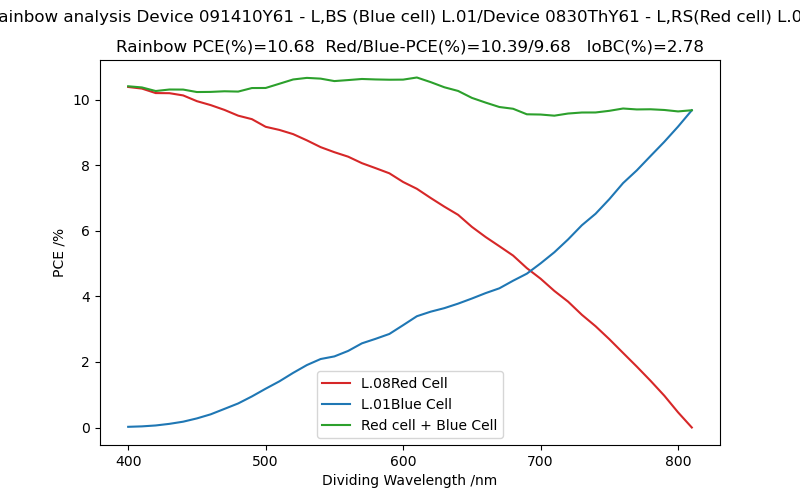 ainbow analysis Device 091410Y61 - L,BS (Blue cell) L.01/Device 0830ThY61 - L,RS(Red cell) L.0
Rainbow PCE(%)=10.68 Red/Blue-PCE(%)=10.39/9.68 IoBC(%)=2.78
10
8
6
4
2
0
PCE /%
L.08Red Cell
L.01Blue Cell
Red cell + Blue Cell
400 500 600 700 800
Dividing Wavelength /nm